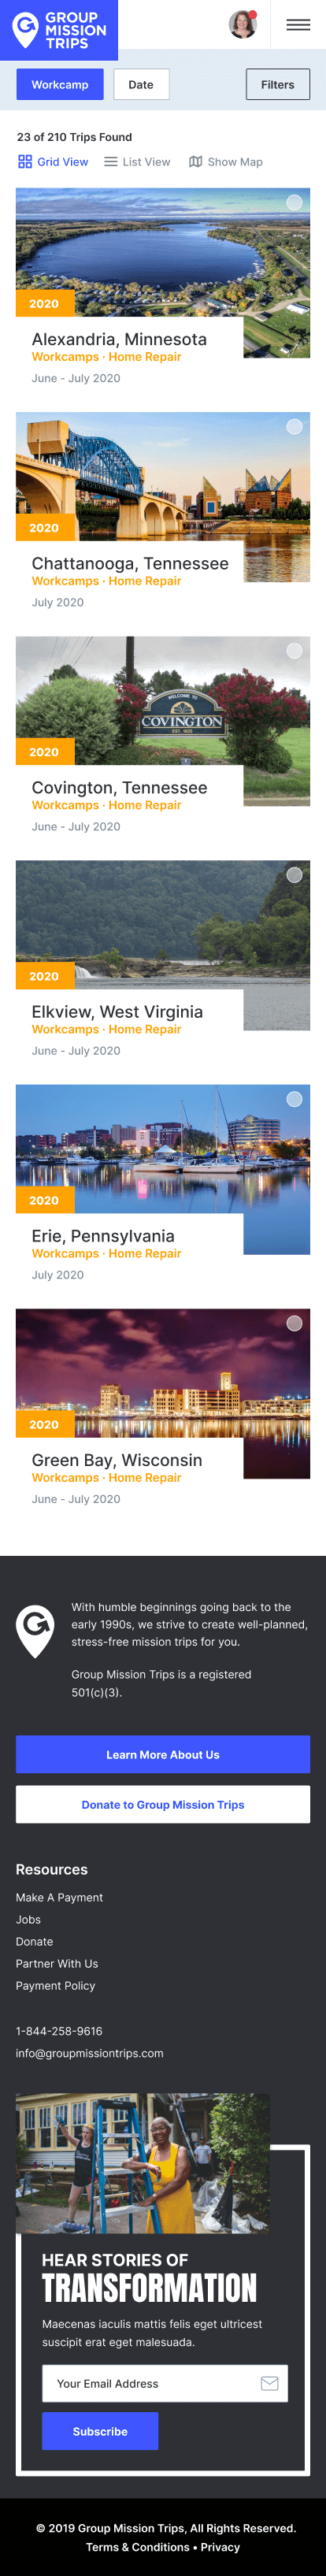 GROUP
MISSION
TRIPS
Workcamp
Date
Filters
23 of 210 Trips Found
Grid View
List View
Show Map
2020
Alexandria, Minnesota
Workcamps · Home Repair
June - July 2020
2020
Chattanooga, Tennessee
Workcamps · Home Repair
July 2020
WELCOME TO
COVINGTON
2020
Covington, Tennessee
Workcamps · Home Repair
June - July 2020
2020
Elkview, West Virginia
Workcamps · Home Repair
June - July 2020
2020
Erie, Pennsylvania
Workcamps · Home Repair
July 2020
2020
Green Bay, Wisconsin
Workcamps · Home Repair
June - July 2020
With humble beginnings going back to the
early 1990s, we strive to create well-planned,
stress-free mission trips for you.
Group Mission Trips is a registered
501(c)(3).
Learn More About Us
Donate to Group Mission Trips
Resources
Make A Payment
Jobs
Donate
Partner With Us
Payment Policy
1-844-258-9616
info@groupmissiontrips.com
HEAR STORIES OF
TRANSFORMATION
Maecenas iaculis mattis felis eget ultricest
suscipit erat eget malesuada.
Your Email Address
Subscribe
© 2019 Group Mission Trips, All Rights Reserved.
Terms & Conditions • Privacy